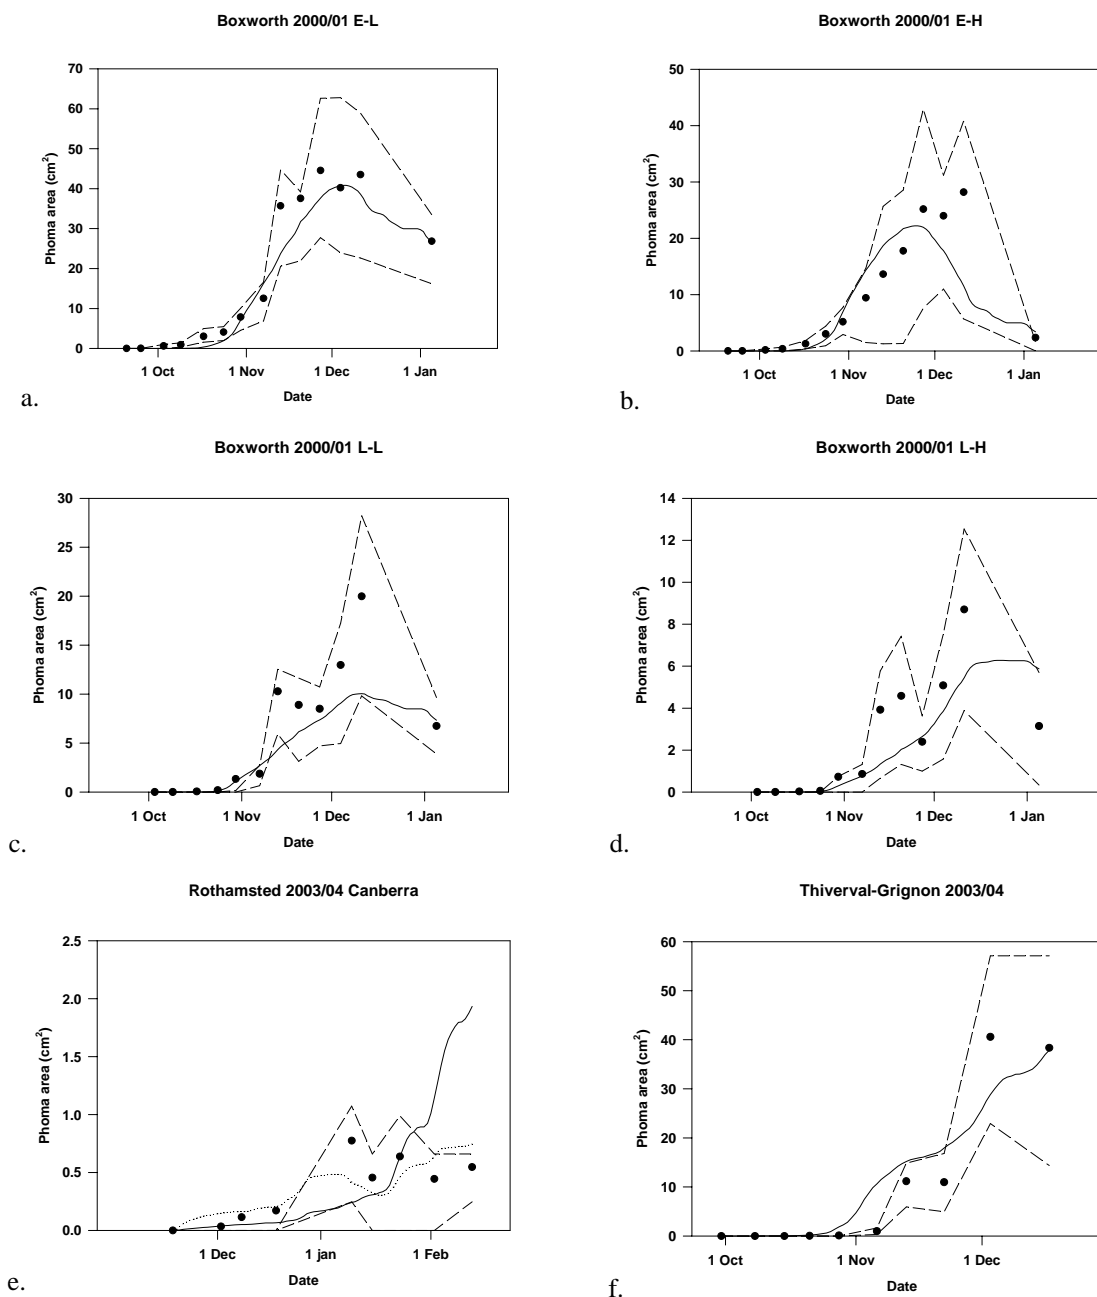 Boxworth 2000/01 E-L
70
60
50
40
30
20
10
0
Phoma area (cm²)
1 Oct 1 Nov 1 Dec 1 Jan
Date
a.
Boxworth 2000/01 E-H
50
40
30
20
10
0
Phoma area (cm²)
1 Oct 1 Nov 1 Dec 1 Jan
Date
b.
Boxworth 2000/01 L-L
30
25
20
15
10
5
0
Phoma area (cm²)
1 Oct 1 Nov 1 Dec 1 Jan
Date
c.
Boxworth 2000/01 L-H
14
12
10
8
6
4
2
0
Phoma area (cm²)
1 Oct 1 Nov 1 Dec 1 Jan
Date
d.
Rothamsted 2003/04 Canberra
2.5
2.0
1.5
1.0
0.5
0.0
Phoma area (cm²)
1 Dec 1 jan 1 Feb
Date
e.
Thiverval-Grignon 2003/04
60
50
40
30
20
10
0
Phoma area (cm²)
1 Oct 1 Nov 1 Dec
Date
f.